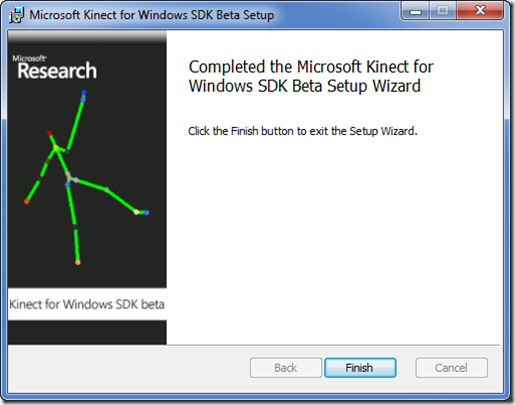 Microsoft Kinect for Windows SDK Beta Setup
Microsoft
Research
Completed the Microsoft Kinect for
Windows SDK Beta Setup Wizard
Click the Finish button to exit the Setup Wizard.
Kinect for Windows SDK beta
Back
Finish
Cancel